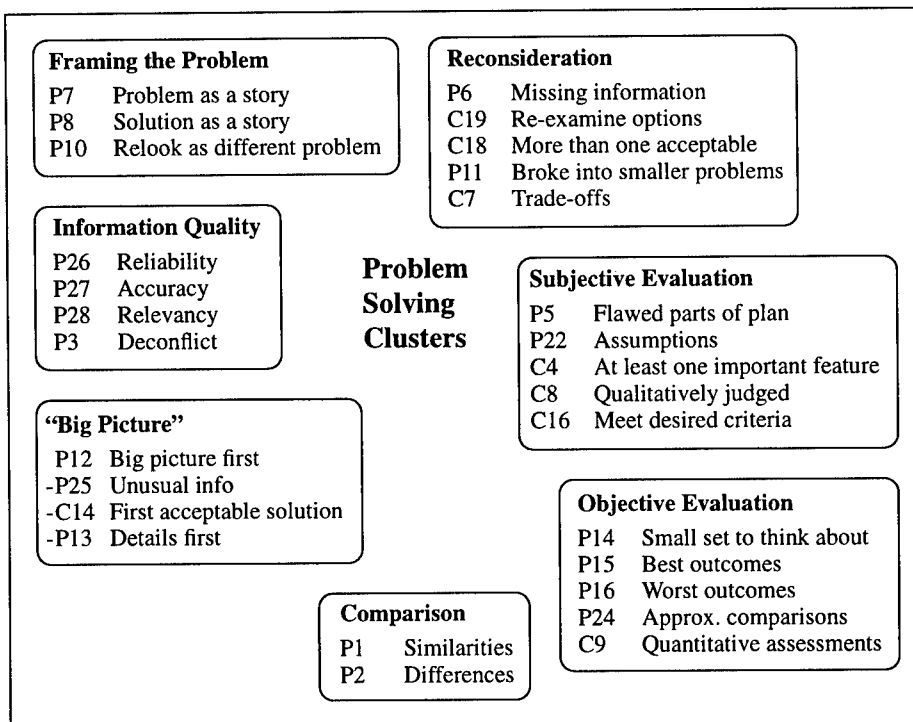 Framing the Problem
P7 Problem as a story
P8 Solution as a story
P10 Relook as different problem
Reconsideration
P6 Missing information
C19 Re-examine options
C18 More than one acceptable
P11 Broke into smaller problems
C7 Trade-offs
Information Quality
P26 Reliability
P27 Accuracy
P28 Relevancy
P3 Deconflict
Problem
Solving
Clusters
Subjective Evaluation
P5 Flawed parts of plan
P22 Assumptions
C4 At least one important feature
C8 Qualitatively judged
C16 Meet desired criteria
“Big Picture”
P12 Big picture first
-P25 Unusual info
-C14 First acceptable solution
-P13 Details first
Objective Evaluation
P14 Small set to think about
P15 Best outcomes
P16 Worst outcomes
P24 Approx. comparisons
C9 Quantitative assessments
Comparison
P1 Similarities
P2 Differences